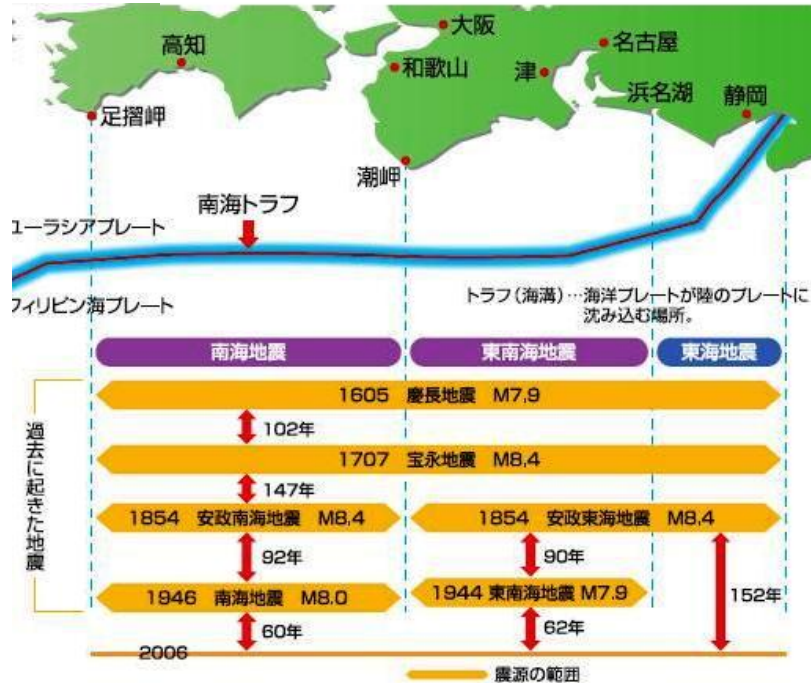 大阪
高知
名古屋
和歌山
津
浜名湖
静岡
足摺岬
潮岬
南海トラフ
ユーラシアプレート
フィリピン海プレート
トラフ(海溝)…海洋プレートが陸のプレートに
沈み込む場所。
南海地震
東南海地震
東海地震
過去に起きた地震
1605 慶長地震 M7,9
102年
1707 宝永地震 M8,4
147年
1854 安政南海地震 M8,4
1854 安政東海地震 M8,4
92年
90年
152年
1946 南海地震 M8.0
1944 東南海地震 M7.9
60年
62年
2006
震源の範囲